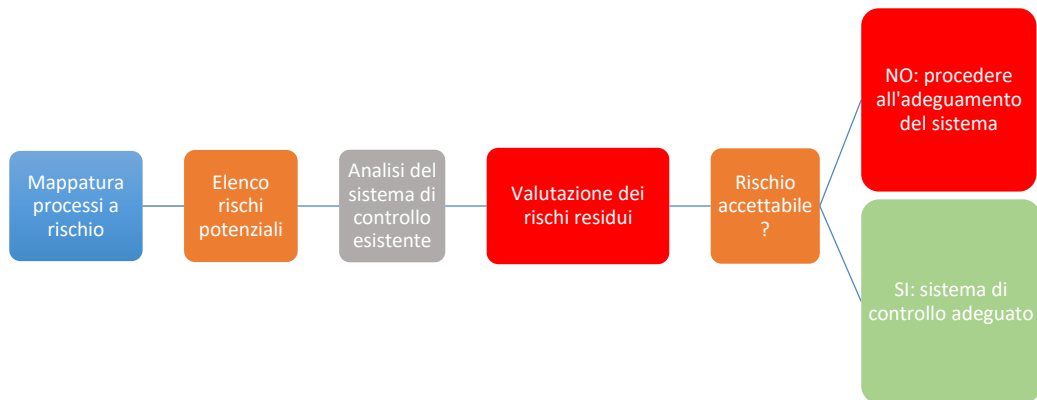 Mappatura
processi a
rischio
Elenco
rischi
potenziali
Analisi del
sistema di
controllo
esistente
Valutazione dei
rischi residui
Rischio
accettabile
?
NO: procedere
all'adeguamento
del sistema
SI: sistema di
controllo adeguato